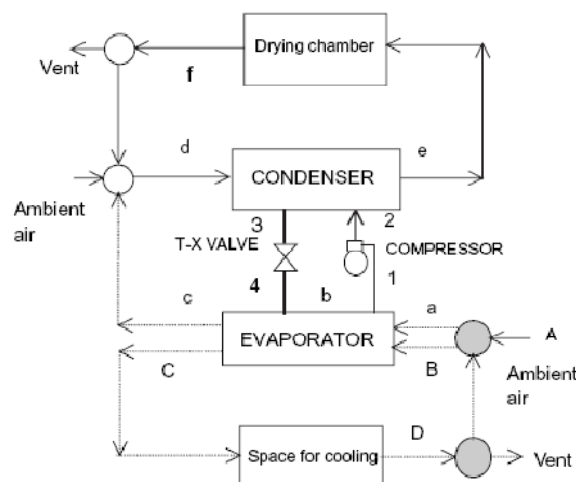 Drying chamber
Vent
f
d
e
CONDENSER
Ambient
air
3
2
T-X VALVE
COMPRESSOR
4
b
1
c
a
EVAPORATOR
A
C
B
Ambient
air
D
Space for cooling
Vent